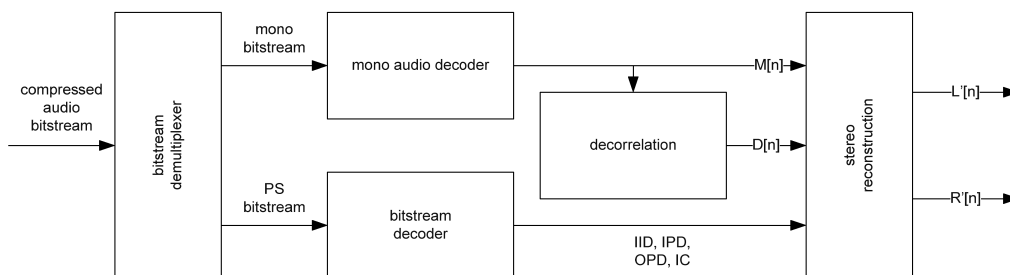 compressed
audio
bitstream
bitstream
demultiplexer
mono
bitstream
mono audio decoder
M[n]
decorrelation
D[n]
PS
bitstream
bitstream
decoder
IID, IPD,
OPD, IC
stereo
reconstruction
L'[n]
R'[n]